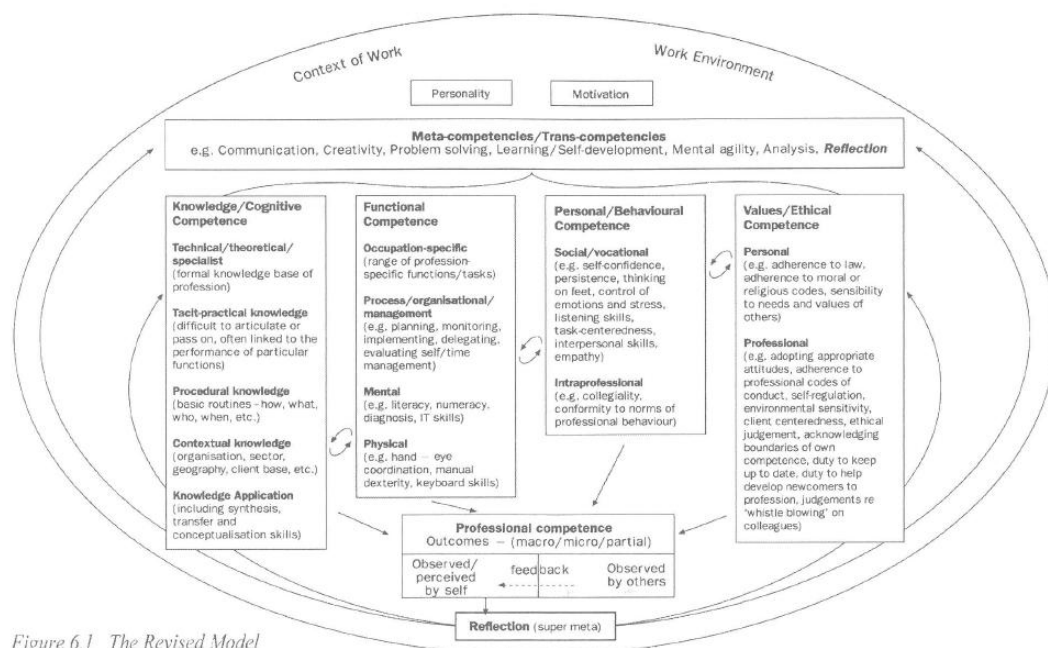 Context of Work
Work Environment
Personality
Motivation
Meta-competencies/Trans-competencies
e.g. Communication, Creativity, Problem solving, Learning/Self-development, Mental agility, Analysis, Reflection
Knowledge/Cognitive
Competence
Technical/theoretical/
specialist
(formal knowledge base of
profession)
Tacit-practical knowledge
(difficult to articulate or
pass on, often linked to the
performance of particular
functions)
Procedural knowledge
(basic routines - how, what,
who, when, etc.)
Contextual knowledge
(organisation, sector,
geography, client base, etc.)
Knowledge Application
(including synthesis,
transfer and
conceptualisation skills)
Functional
Competence
Occupation-specific
(range of profession-
specific functions/tasks)
Process/organisational/
management
(e.g. planning, monitoring,
implementing, delegating,
evaluating self/time
management)
Mental
(e.g. literacy, numeracy,
diagnosis, IT skills)
Physical
(e.g. hand – eye
coordination, manual
dexterity, keyboard skills)
Personal/Behavioural
Competence
Social/vocational
(e.g. self-confidence,
persistence, thinking
on feet, control of
emotions and stress,
listening skills,
task-centeredness,
interpersonal skills,
empathy)
Intraprofessional
(e.g. collegiality,
conformity to norms of
professional behaviour)
Values/Ethical
Competence
Personal
(e.g. adherence to law,
adherence to moral or
religious codes, sensibility
to needs and values of
others)
Professional
(e.g. adopting appropriate
attitudes, adherence to
professional codes of
conduct, self-regulation,
environmental sensitivity,
client centeredness, ethical
judgement, acknowledging
boundaries of own
competence, duty to keep
up to date, duty to help
develop newcomers to
profession, judgements re
'whistle blowing' on
colleagues)
Professional competence
Outcomes – (macro/micro/partial)
Observed/
perceived
by self
feedback
Observed
by others
Reflection (super meta)
Figure 6.1 The Revised Model